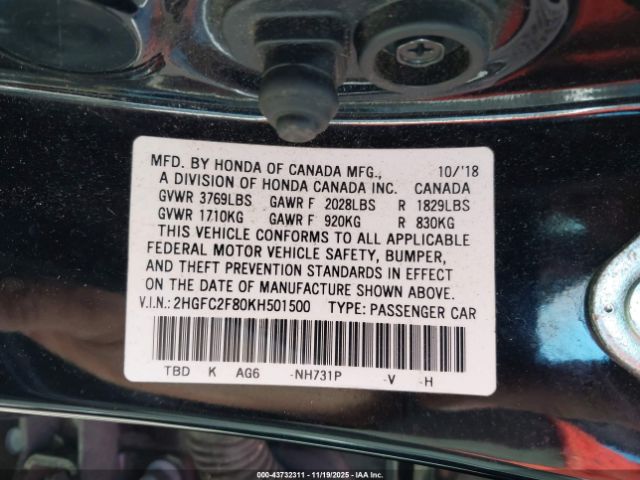 MFD. BY HONDA OF CANADA MFG., 10/'18
A DIVISION OF HONDA CANADA INC. CANADA
GVWR 3769LBS GAWR F 2028LBS R 1829LBS
GVWR 1710KG GAWR F 920KG R 830KG
THIS VEHICLE CONFORMS TO ALL APPLICABLE
FEDERAL MOTOR VEHICLE SAFETY, BUMPER,
AND THEFT PREVENTION STANDARDS IN EFFECT
ON THE DATE OF MANUFACTURE SHOWN ABOVE.
V.I.N.: 2HGFC2F80KH501500 TYPE: PASSENGER CAR
TBD K AG6 -NH731P -V -H
000-43732311 - 11/19/2025 - IAA Inc.